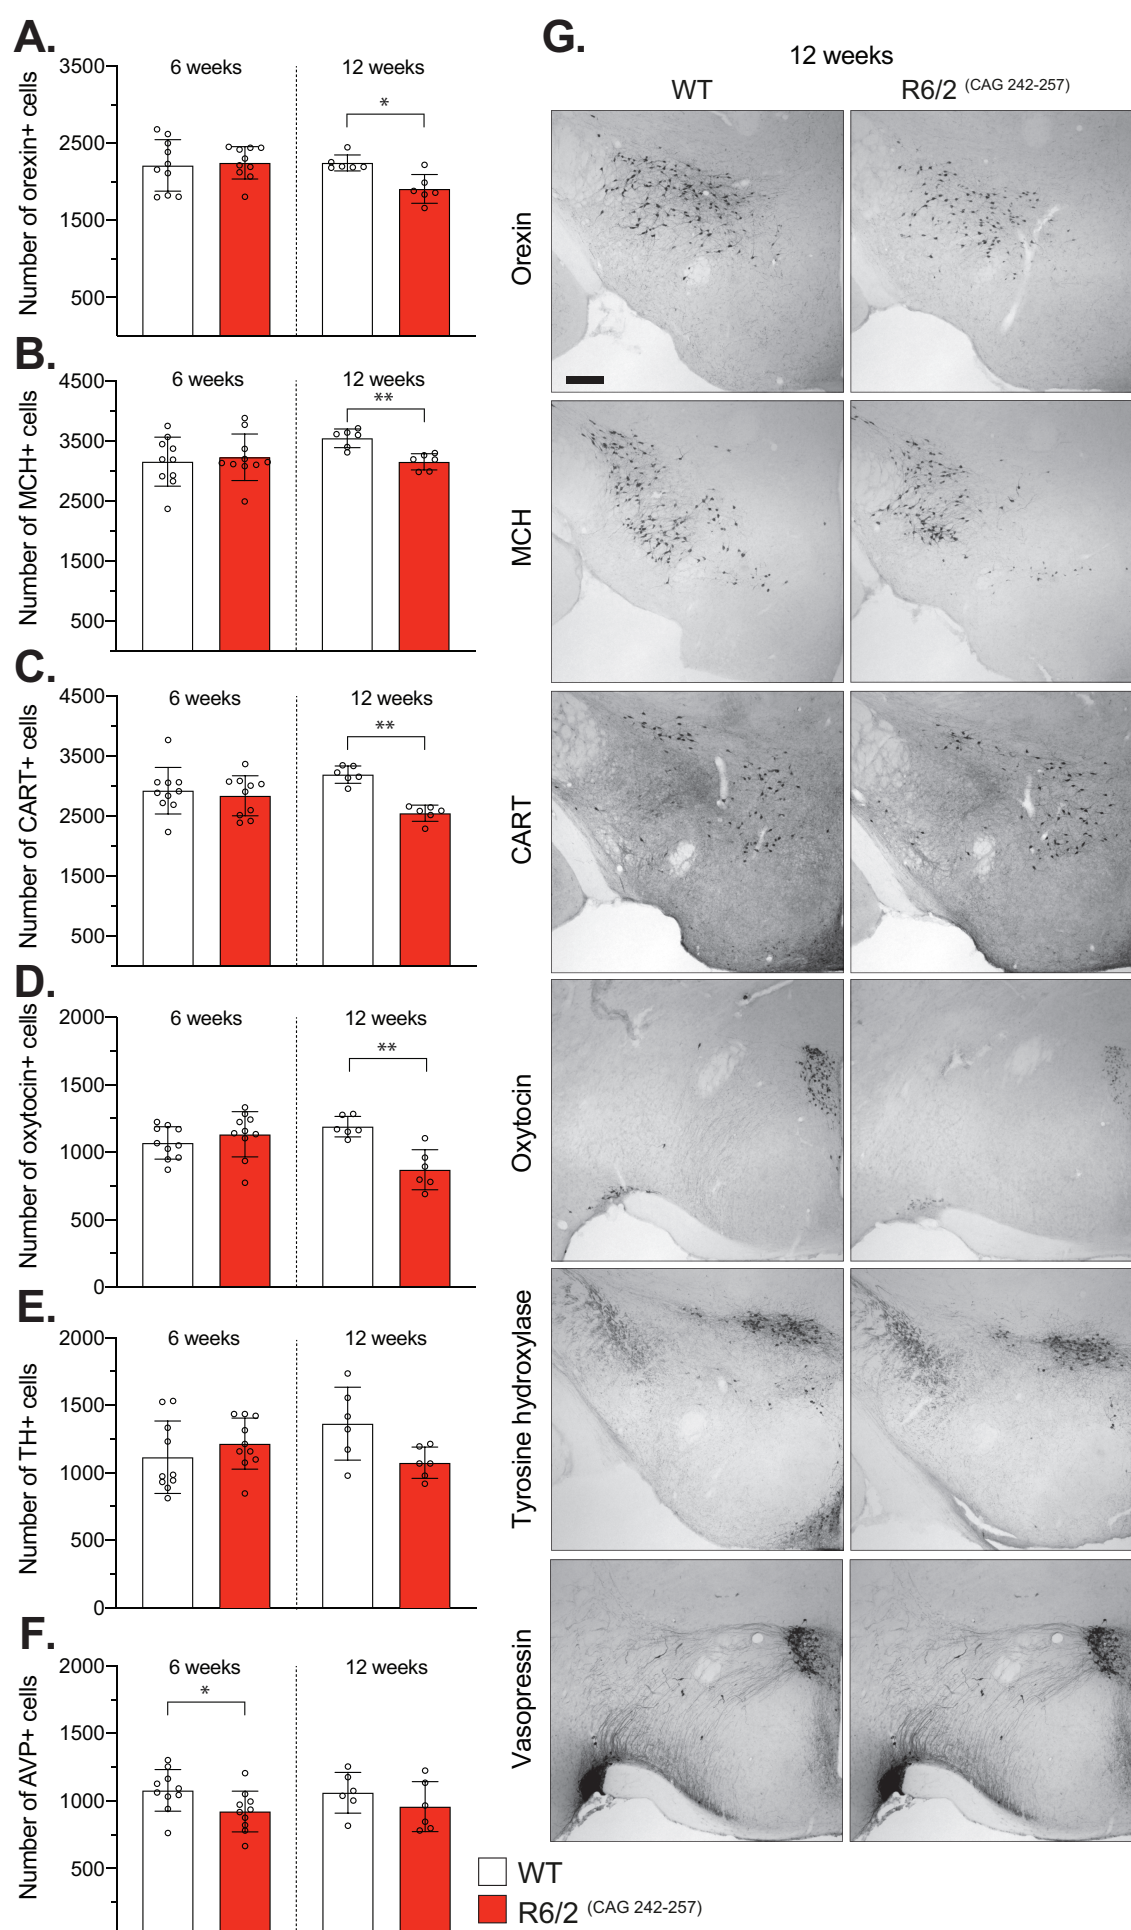 A.
Number of orexin+ cells
3500
2500
1500
500
6 weeks
12 weeks
*
B.
Number of MCH+ cells
4500
3500
2500
1500
500
6 weeks
12 weeks
**
C.
Number of CART+ cells
4500
3500
2500
1500
500
6 weeks
12 weeks
**
D.
Number of oxytocin+ cells
2000
1500
1000
500
0
6 weeks
12 weeks
**
E.
Number of TH+ cells
2000
1500
1000
500
0
6 weeks
12 weeks
F.
Number of AVP+ cells
2000
1500
1000
500
6 weeks
12 weeks
*
WT
R6/2 (CAG 242-257)
G.
12 weeks
WT
R6/2 (CAG 242-257)
Orexin
MCH
CART
Oxytocin
Tyrosine hydroxylase
Vasopressin